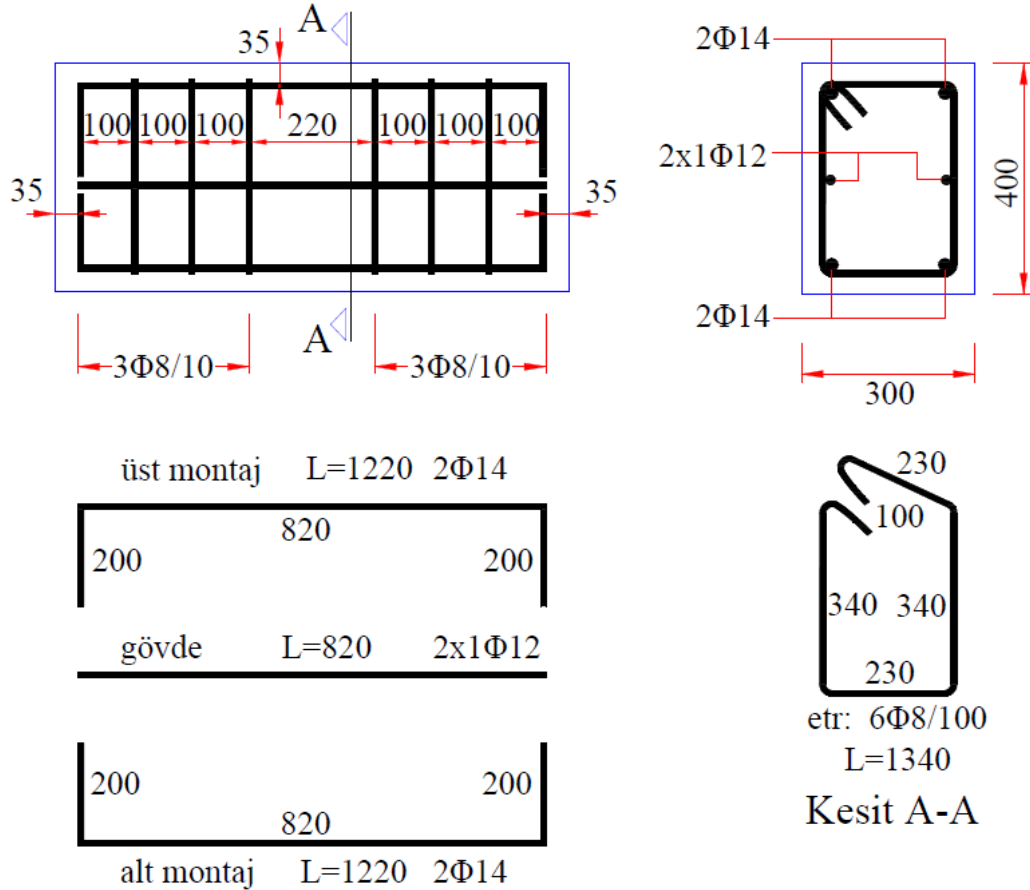 A
35
100 100 100 220 100 100 100
35
35
A
3Φ8/10
3Φ8/10
2Φ14
2x1Φ12
400
2Φ14
300
üst montaj L=1220 2Φ14
820
200
200
gövde L=820 2x1Φ12
200
200
820
alt montaj L=1220 2Φ14
230
100
340 340
230
etr: 6Φ8/100
L=1340
Kesit A-A